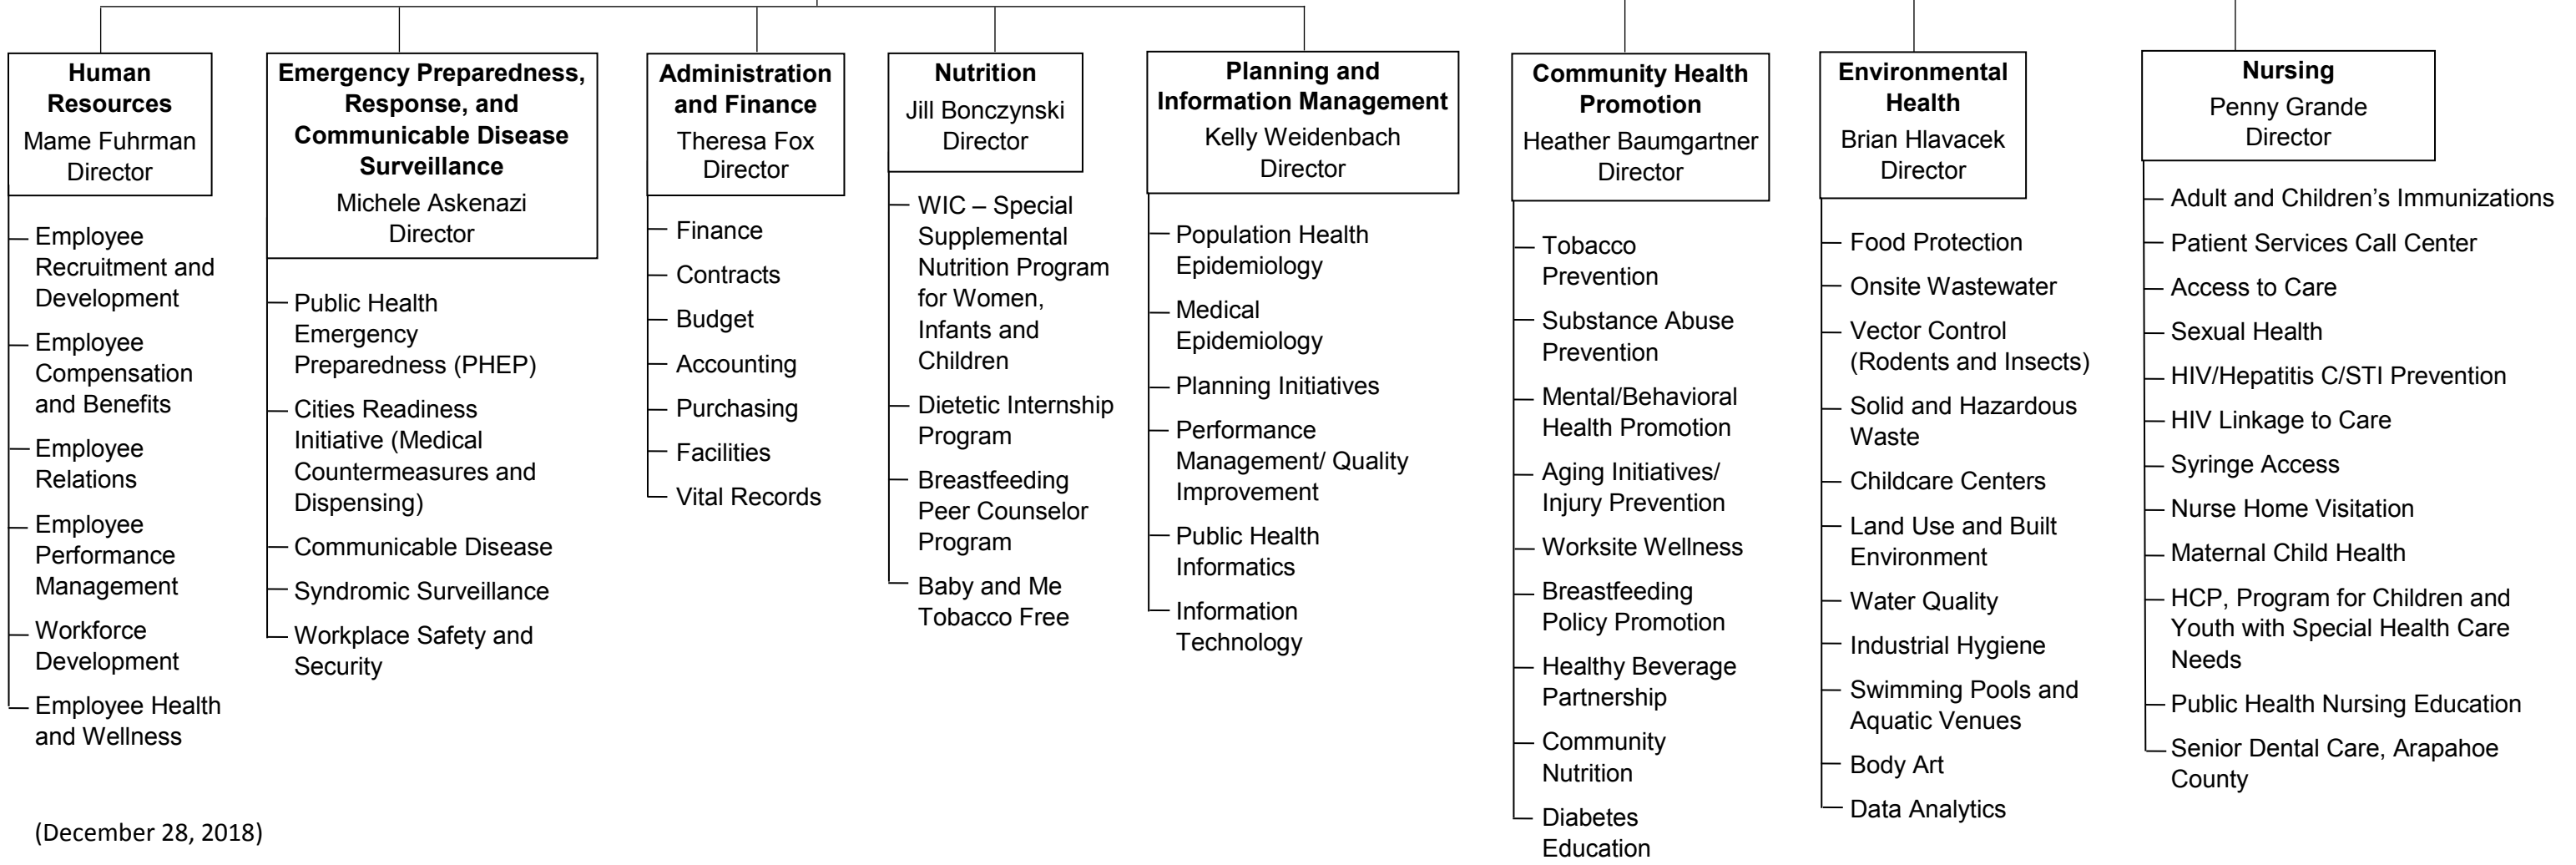 Human
Resources
Mame Fuhrman
Director
Employee
Recruitment and
Development
Employee
Compensation
and Benefits
Employee
Relations
Employee
Performance
Management
Workforce
Development
Employee Health
and Wellness
Emergency Preparedness,
Response, and
Communicable Disease
Surveillance
Michele Askenazi
Director
Public Health
Emergency
Preparedness (PHEP)
Cities Readiness
Initiative (Medical
Countermeasures and
Dispensing)
Communicable Disease
Syndromic Surveillance
Workplace Safety and
Security
Administration
and Finance
Theresa Fox
Director
Finance
Contracts
Budget
Accounting
Purchasing
Facilities
Vital Records
Nutrition
Jill Bonczynski
Director
WIC – Special
Supplemental
Nutrition Program
for Women,
Infants and
Children
Dietetic Internship
Program
Breastfeeding
Peer Counselor
Program
Baby and Me
Tobacco Free
Planning and
Information Management
Kelly Weidenbach
Director
Population Health
Epidemiology
Medical
Epidemiology
Planning Initiatives
Performance
Management/ Quality
Improvement
Public Health
Informatics
Information
Technology
Community Health
Promotion
Heather Baumgartner
Director
Tobacco
Prevention
Substance Abuse
Prevention
Mental/Behavioral
Health Promotion
Aging Initiatives/
Injury Prevention
Worksite Wellness
Breastfeeding
Policy Promotion
Healthy Beverage
Partnership
Community
Nutrition
Diabetes
Education
Environmental
Health
Brian Hlavacek
Director
Food Protection
Onsite Wastewater
Vector Control
(Rodents and Insects)
Solid and Hazardous
Waste
Childcare Centers
Land Use and Built
Environment
Water Quality
Industrial Hygiene
Swimming Pools and
Aquatic Venues
Body Art
Data Analytics
Nursing
Penny Grande
Director
Adult and Children’s Immunizations
Patient Services Call Center
Access to Care
Sexual Health
HIV/Hepatitis C/STI Prevention
HIV Linkage to Care
Syringe Access
Nurse Home Visitation
Maternal Child Health
HCP, Program for Children and
Youth with Special Health Care
Needs
Public Health Nursing Education
Senior Dental Care, Arapahoe
County
(December 28, 2018)